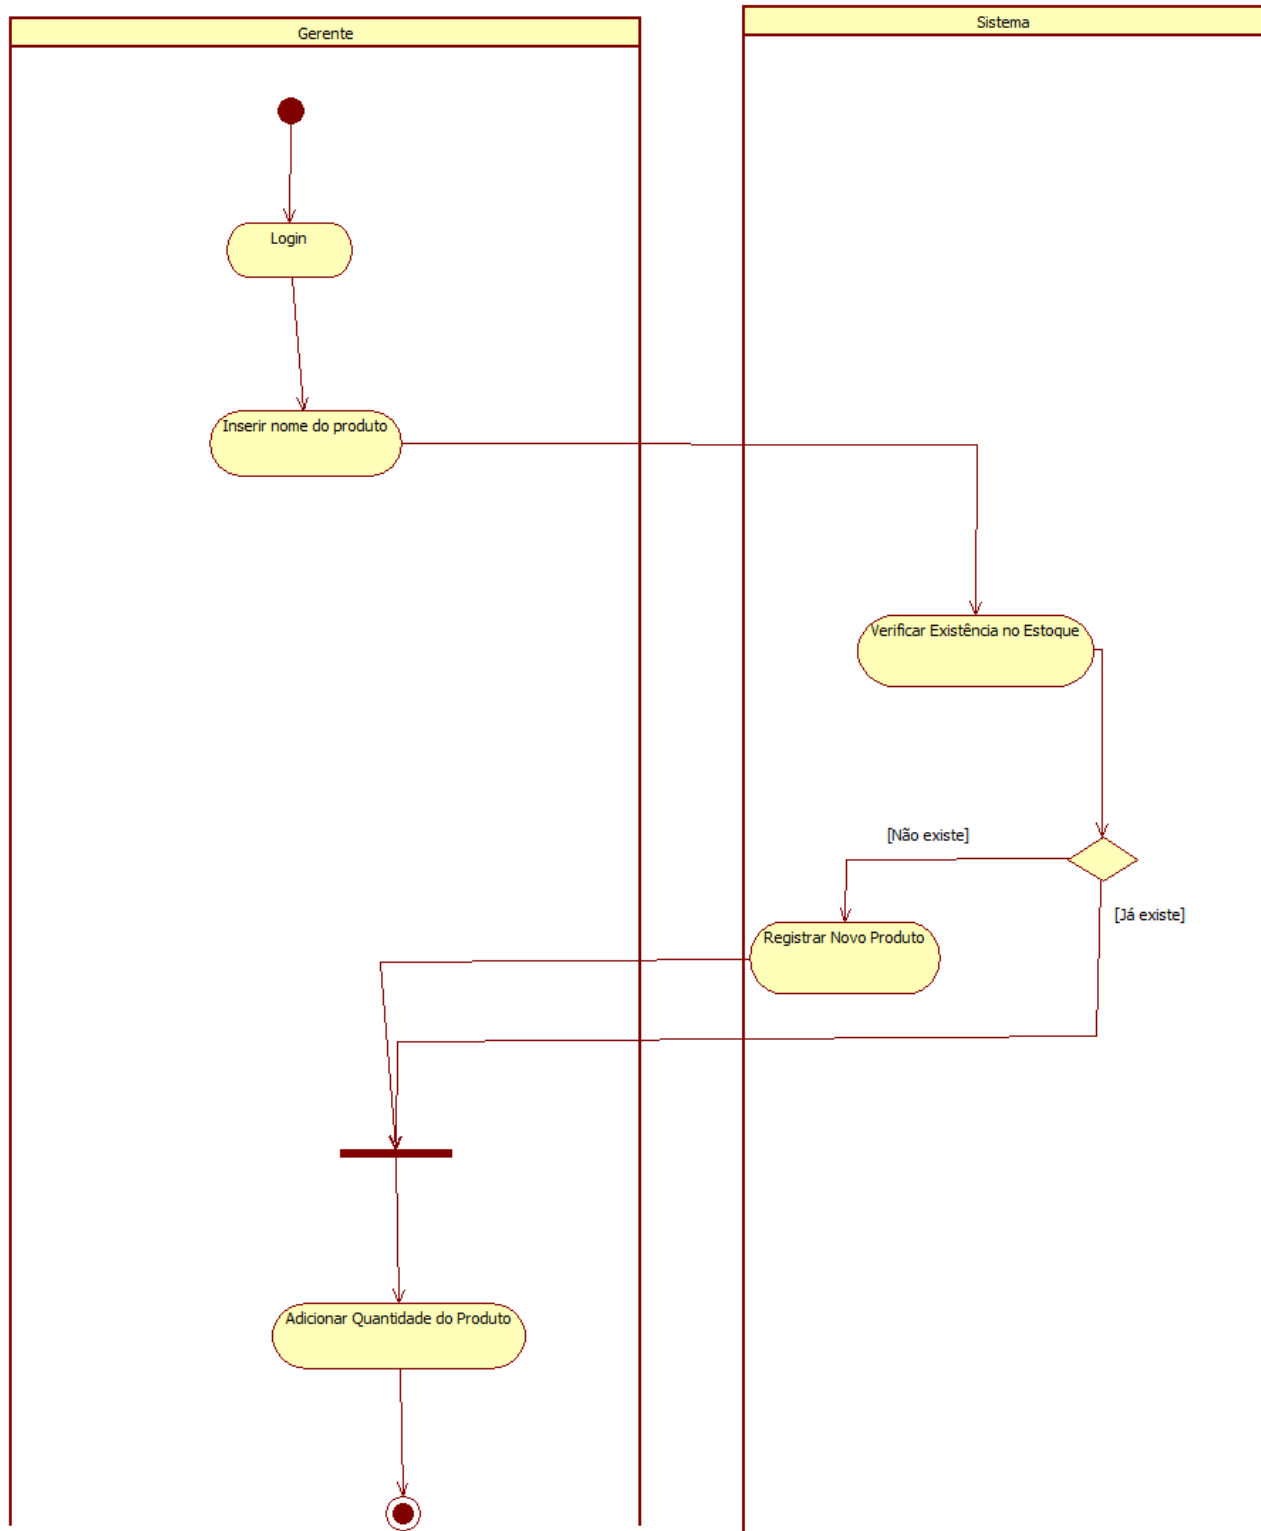 Gerente
Sistema
Login
Inserir nome do produto
Verificar Existência no Estoque
[Não existe]
[Já existe]
Registrar Novo Produto
Adicionar Quantidade do Produto